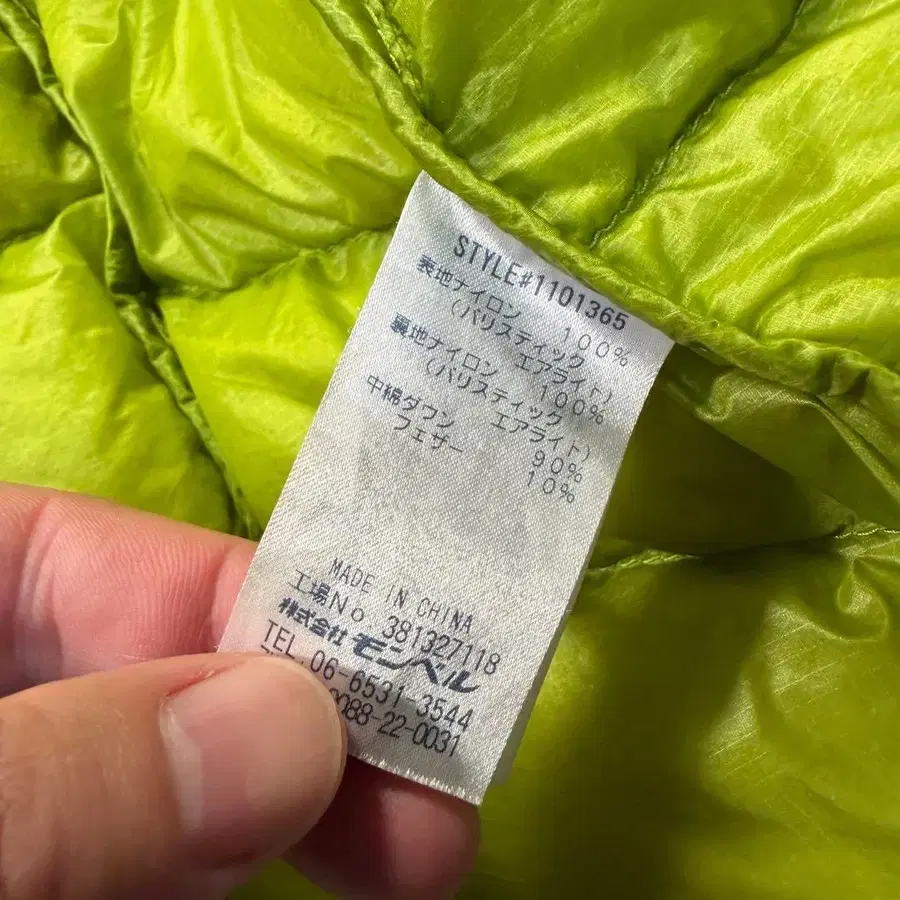 STYLE#1101365
表地ナイロン 100%
(バリスティック エアライト)
裏地ナイロン 100%
(バリスティック エアライト)
中綿ダウン 90%
フェザー 10%
MADE IN CHINA
工場No 381327118
株式会社 モンベル
TEL.06-6531-3544
0088-22-0031